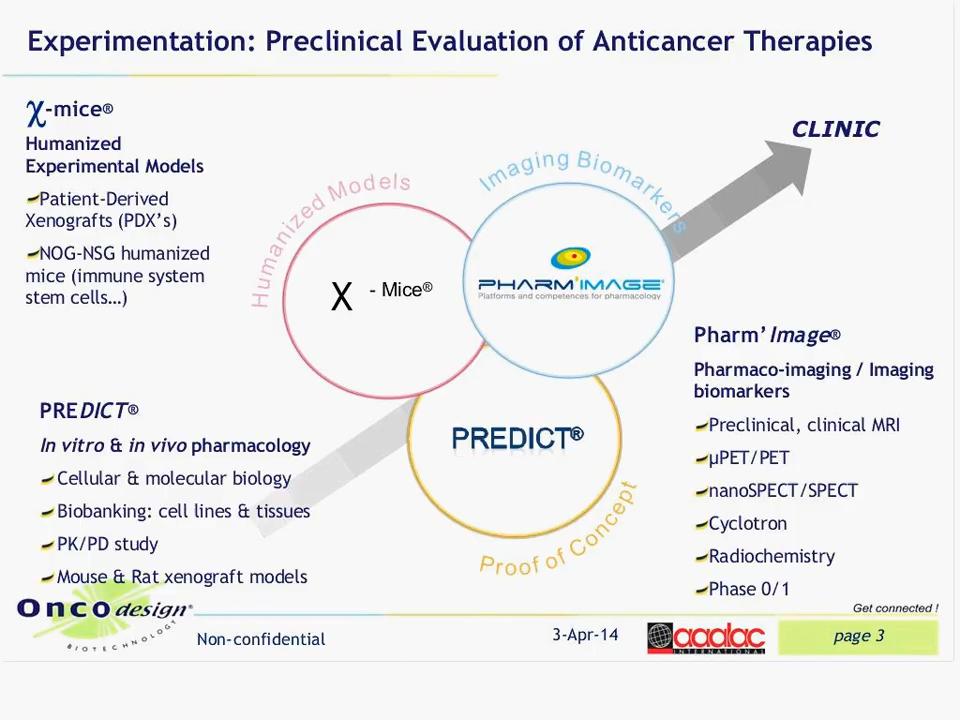 Experimentation: Preclinical Evaluation of Anticancer Therapies
χ-mice®
Humanized
Experimental Models
Patient-Derived
Xenografts (PDX’s)
NOG-NSG humanized
mice (immune system
stem cells…)
CLINIC
Humanized Models
Imaging Biomarkers
X - Mice®
PHARM'IMAGE®
Platforms and competences for pharmacology
PREDICT®
Proof of Concept
PREDICT®
In vitro & in vivo pharmacology
Cellular & molecular biology
Biobanking: cell lines & tissues
PK/PD study
Mouse & Rat xenograft models
Pharm’Image®
Pharmaco-imaging / Imaging
biomarkers
Preclinical, clinical MRI
µPET/PET
nanoSPECT/SPECT
Cyclotron
Radiochemistry
Phase 0/1
Get connected !
Oncodesign®
BIOTECHNOLOGY
Non-confidential
3-Apr-14
aaalac
INTERNATIONAL
page 3